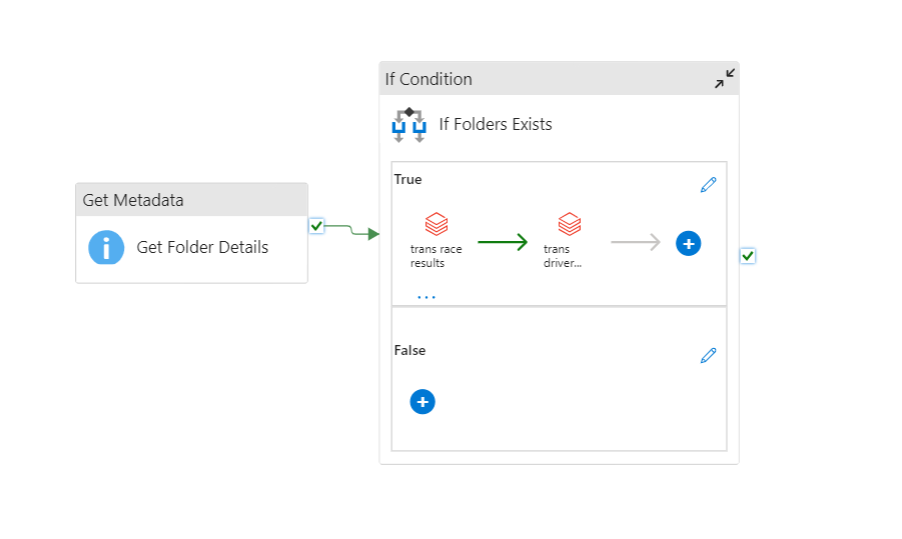 If Condition
If Folders Exists
Get Metadata
Get Folder Details
True
trans race
results
trans
driver...
...
False